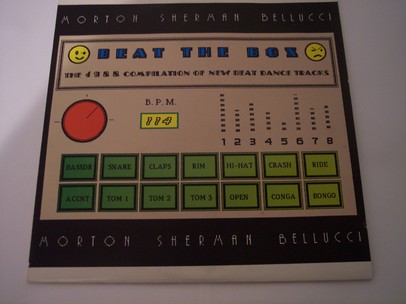 MORTON SHERMAN BELLUCCI
BEAT THE BOX
THE 49 & 8 COMPILATION OF NEW BEAT DANCE TRACKS
B.P.M.
114
1 2 3 4 5 6 7 8
BASSDR SNARE CLAPS RIM HI-HAT CRASH RIDE
ACCNT TOM 1 TOM 2 TOM 3 OPEN CONGA BONGO
MORTON SHERMAN BELLUCCI